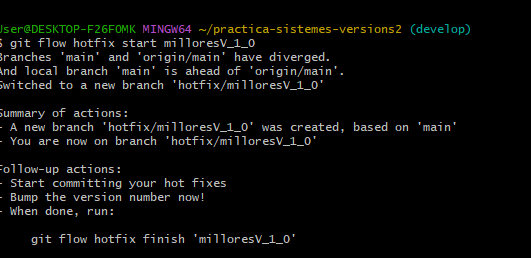 User@DESKTOP-F26FOMK MINGW64 ~/practica-sistemes-versions2 (develop)
$ git flow hotfix start milloresV_1_0
Branches 'main' and 'origin/main' have diverged.
And local branch 'main' is ahead of 'origin/main'.
Switched to a new branch 'hotfix/milloresV_1_0'
Summary of actions:
- A new branch 'hotfix/milloresV_1_0' was created, based on 'main'
- You are now on branch 'hotfix/milloresV_1_0'
Follow-up actions:
- Start committing your hot fixes
- Bump the version number now!
- When done, run:
git flow hotfix finish 'milloresV_1_0'